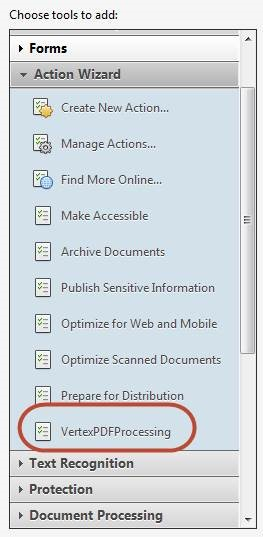 Choose tools to add:
Forms
Action Wizard
Create New Action...
Manage Actions...
Find More Online...
Make Accessible
Archive Documents
Publish Sensitive Information
Optimize for Web and Mobile
Optimize Scanned Documents
Prepare for Distribution
VertexPDFProcessing
Text Recognition
Protection
Document Processing